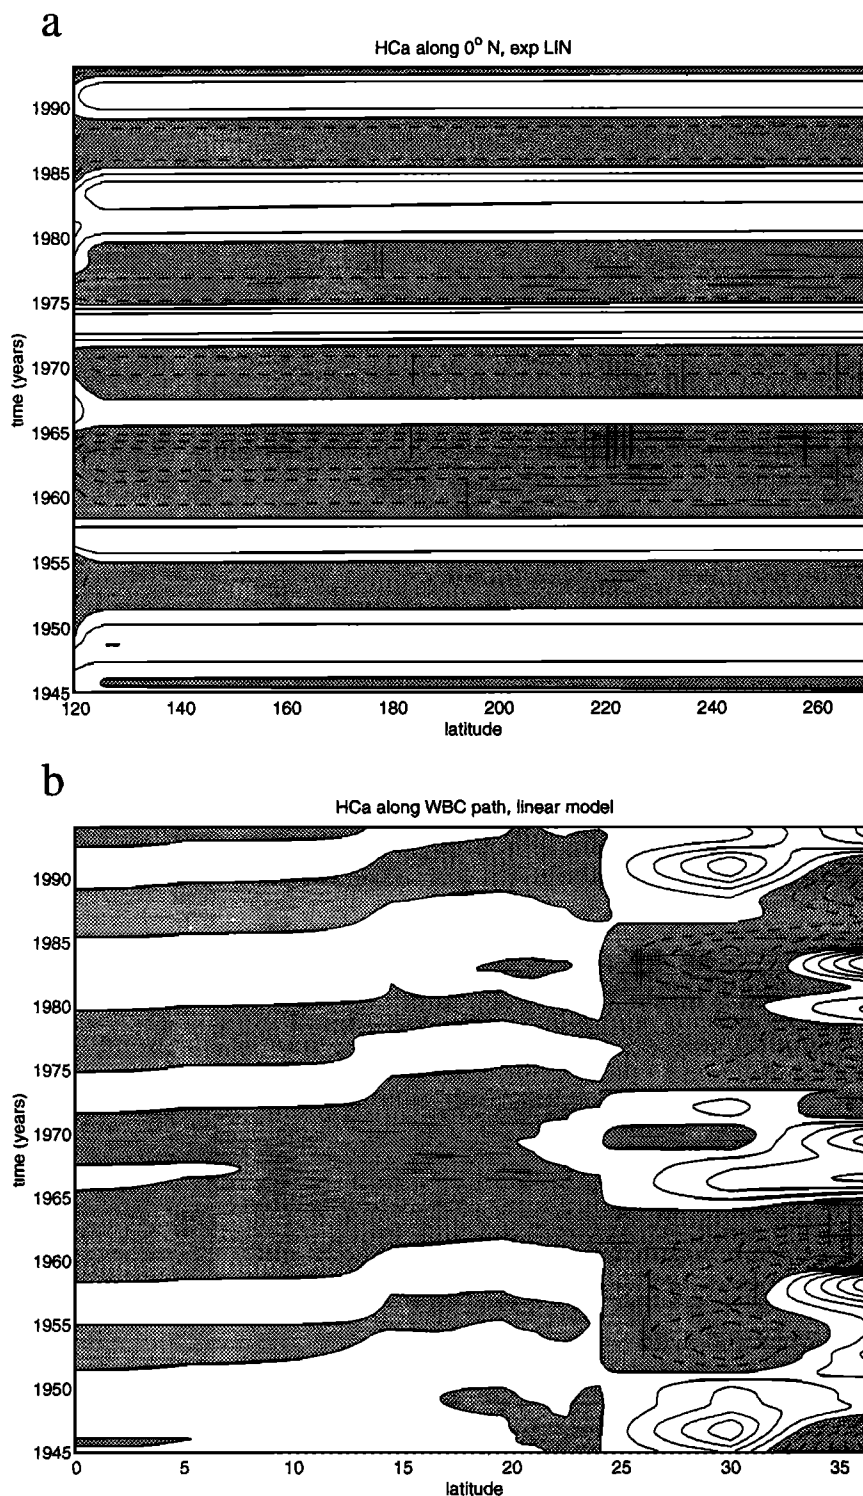 a
HCa along 0° N, exp LIN
1990
1985
1980
1975
1970
1965
1960
1955
1950
1945
time (years)
120 140 160 180 200 220 240 260
latitude
b
HCa along WBC path, linear model
1990
1985
1980
1975
1970
1965
1960
1955
1950
1945
time (years)
0 5 10 15 20 25 30 35
latitude